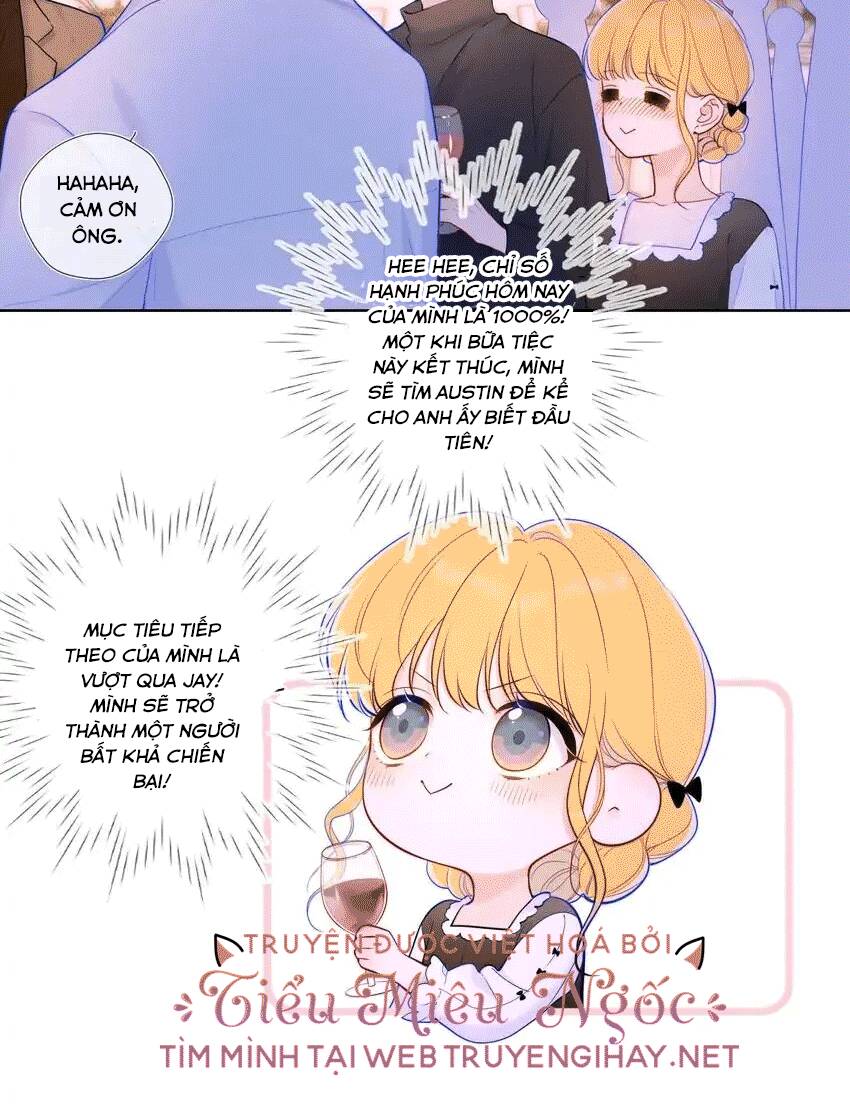 HAHAHA,
CẢM ƠN
ÔNG.
HEE HEE, CHỈ SỐ
HẠNH PHÚC HÔM NAY
CỦA MÌNH LÀ 1000%!
MỘT KHI BỮA TIỆC
NÀY KẾT THÚC, MÌNH
SẼ TÌM AUSTIN ĐỂ KỂ
CHO ANH ẤY BIẾT ĐẦU
TIÊN!
MỤC TIÊU TIẾP
THEO CỦA MÌNH LÀ
VƯỢT QUA JAY!
MÌNH SẼ TRỞ
THÀNH MỘT NGƯỜI
BẤT KHẢ CHIẾN
BẠI!
TRUYỆN ĐƯỢC VIỆT HOÁ BỞI
Tiểu Miêu Ngốc
TÌM MÌNH TẠI WEB TRUYENGIHAY.NET